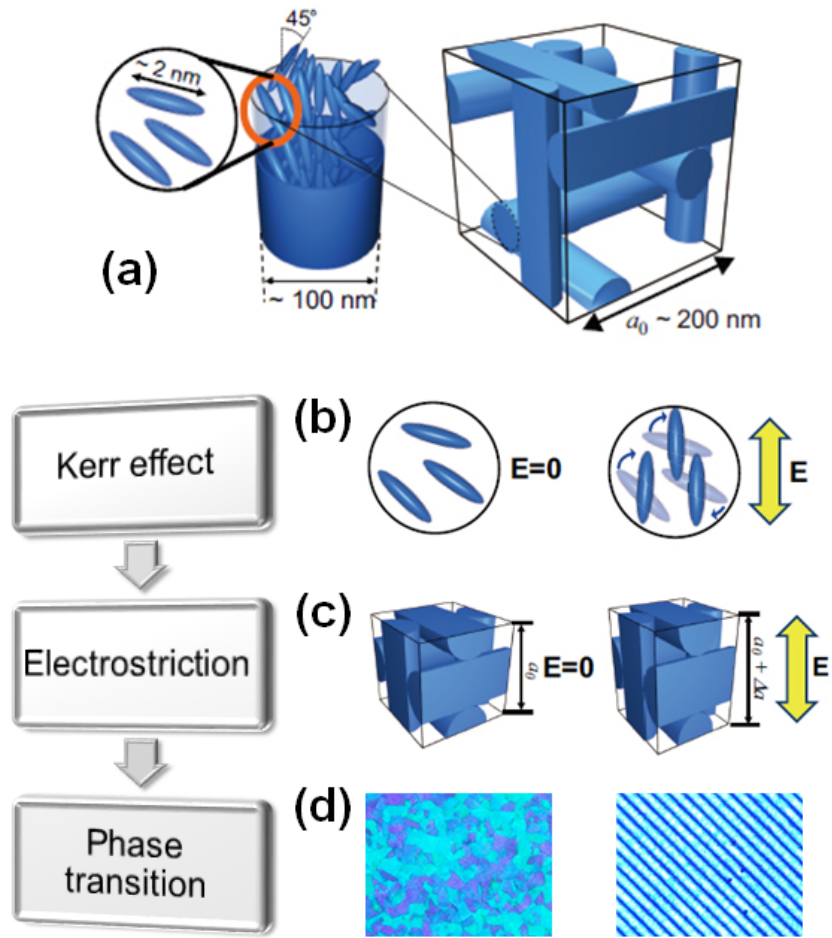 45°
~ 2 nm
(a)
~ 100 nm
a₀ ~ 200 nm
Kerr effect
(b)
E=0
E
Electrostriction
(c)
a₀
E=0
a₀ + Δa
E
Phase
transition
(d)